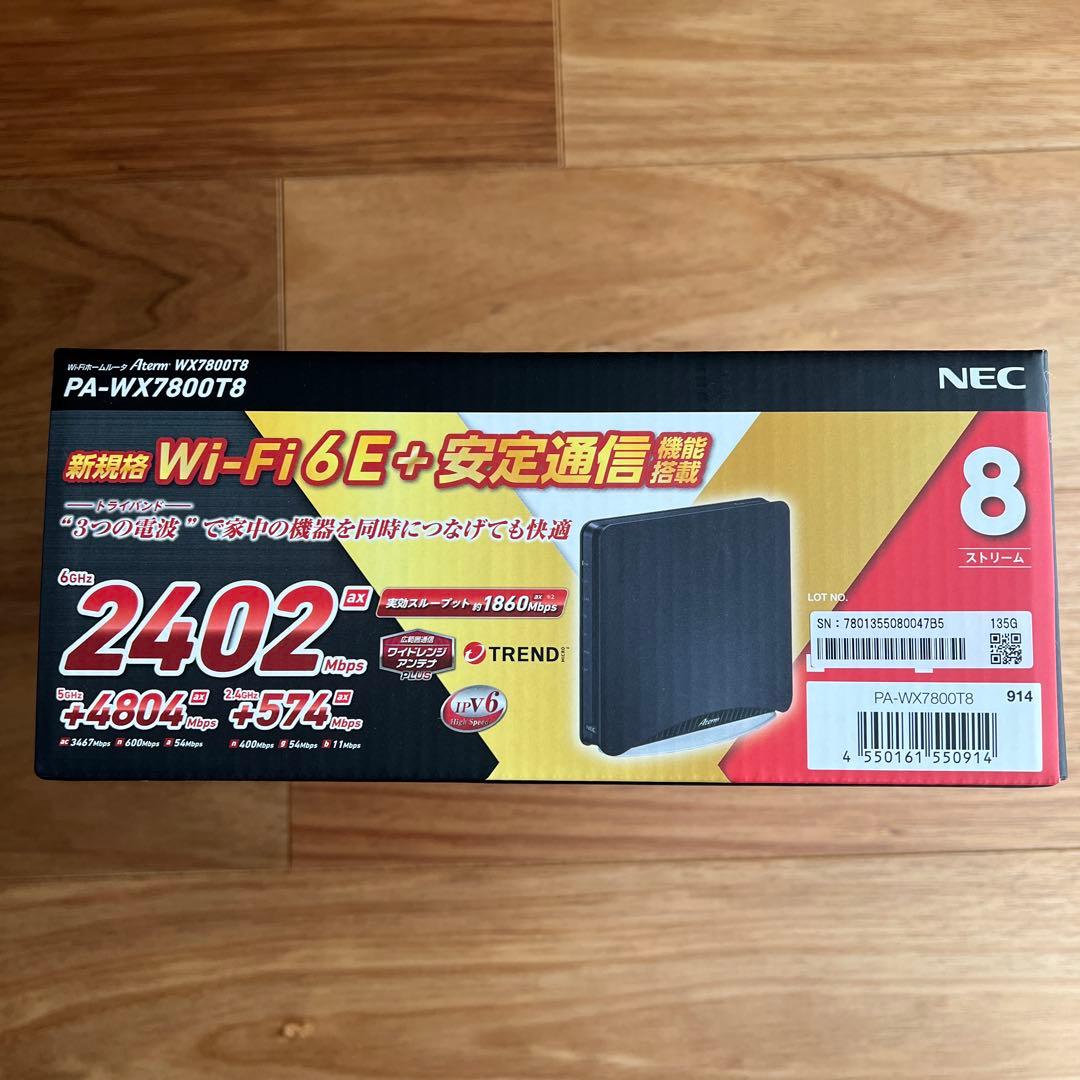 Wi-Fiホームルータ Aterm WX7800T8
PA-WX7800T8
NEC
新規格 Wi-Fi 6E + 安定通信 機能搭載
トライバンド
“3つの電波”で家中の機器を同時につなげても快適
8
ストリーム
6GHz
2402 Mbps ax
実効スループット 約1860Mbps ax ※2
広範囲通信
ワイドレンジ
アンテナ
PLUS
TREND MICRO
5GHz +4804 Mbps ax
2.4GHz +574 Mbps ax
ac 3467Mbps n 600Mbps a 54Mbps
n 400Mbps g 54Mbps b 11Mbps
IPV6
High Speed
NEC
Aterm
LOT NO.
SN : 7801355080047B5 135G
PA-WX7800T8 914
4 550161 550914